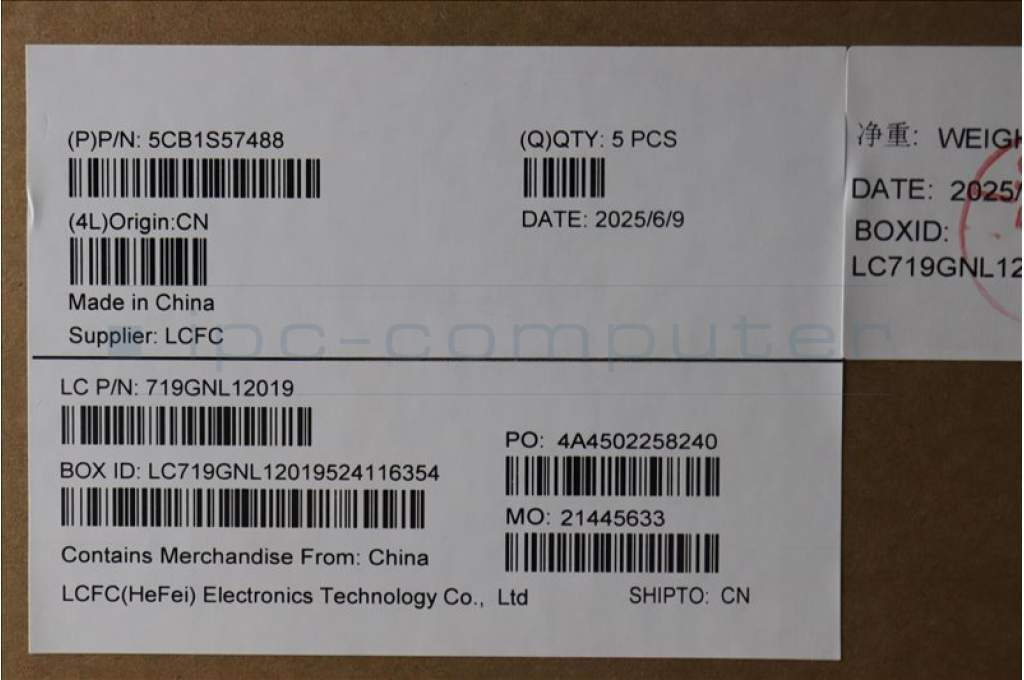 (P)P/N: 5CB1S57488
(Q)QTY: 5 PCS
(4L)Origin:CN
DATE: 2025/6/9
Made in China
Supplier: LCFC
ipc-computer
LC P/N: 719GNL12019
PO: 4A4502258240
BOX ID: LC719GNL12019524116354
MO: 21445633
Contains Merchandise From: China
LCFC(HeFei) Electronics Technology Co., Ltd
SHIPTO: CN
净重: WEIGH
DATE: 2025/
BOXID:
LC719GNL12